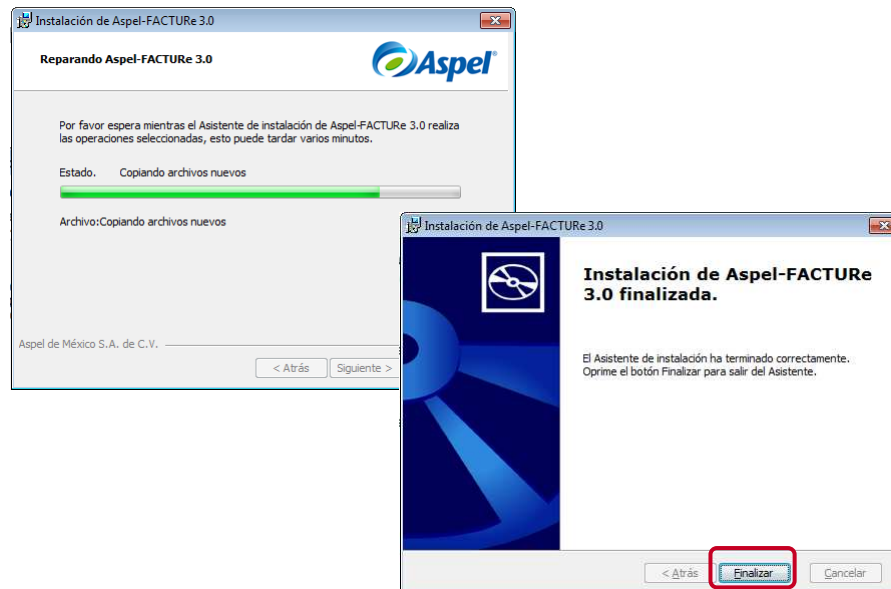 Instalación de Aspel-FACTURe 3.0
Reparando Aspel-FACTURe 3.0
Aspel
Por favor espera mientras el Asistente de instalación de Aspel-FACTURe 3.0 realiza
las operaciones seleccionadas, esto puede tardar varios minutos.
Estado. Copiando archivos nuevos
Archivo:Copiando archivos nuevos
Aspel de México S.A. de C.V.
< Atrás Siguiente >
Instalación de Aspel-FACTURe 3.0
Instalación de Aspel-FACTURe
3.0 finalizada.
El Asistente de instalación ha terminado correctamente.
Oprime el botón Finalizar para salir del Asistente.
< Atrás Finalizar Cancelar